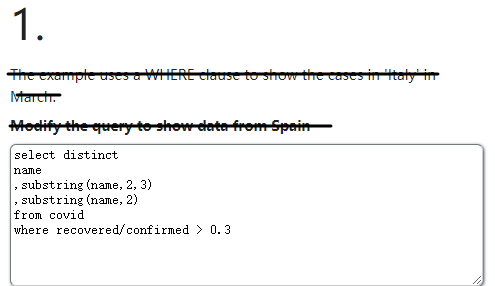 1.
The example uses a WHERE clause to show the cases in 'Italy' in
March.
Modify the query to show data from Spain
select distinct
name
,substring(name,2,3)
,substring(name,2)
from covid
where recovered/confirmed > 0.3